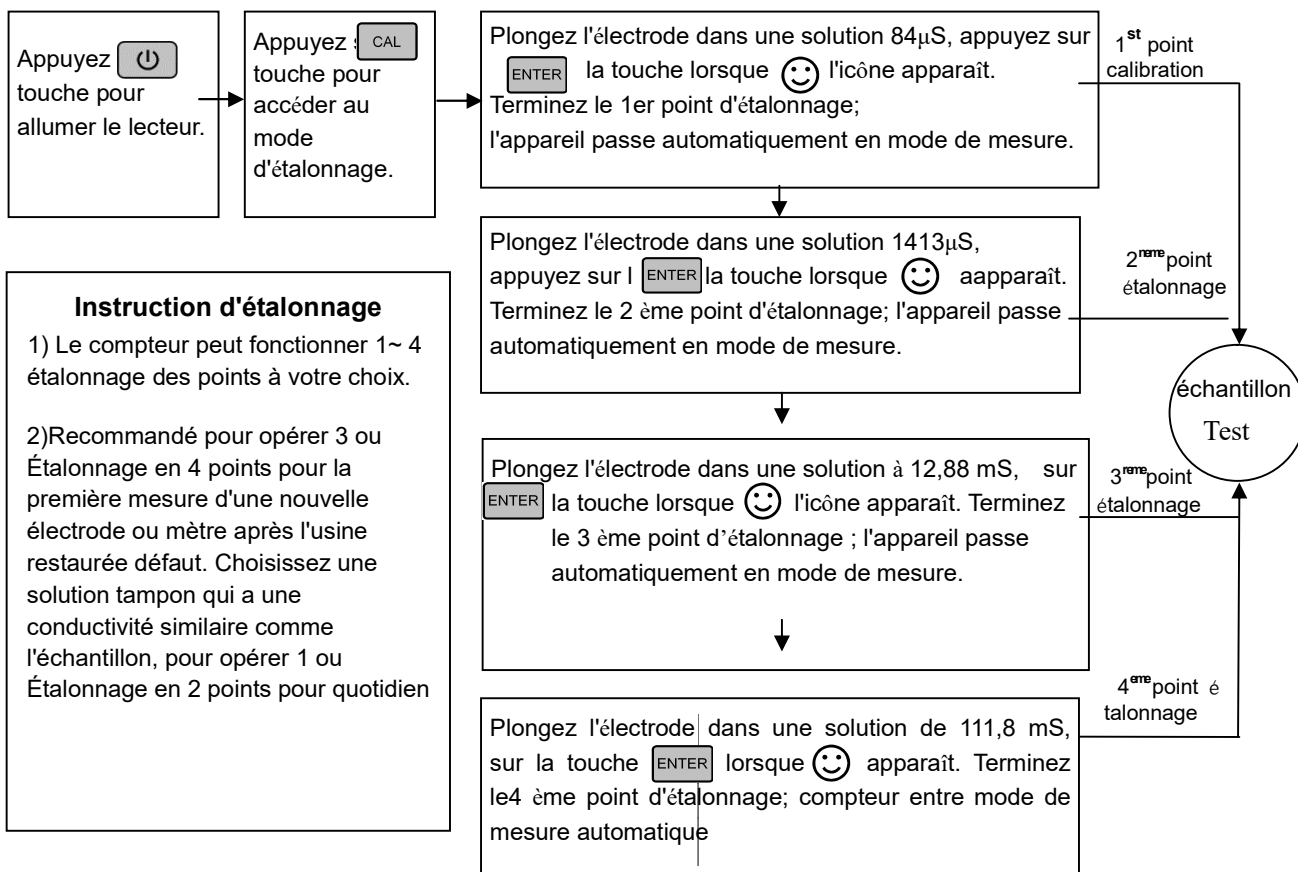 Appuyez
touche pour
allumer le lecteur.
Appuyez s CAL
touche pour
accéder au
mode
d'étalonnage.
Plongez l'électrode dans une solution 84μS, appuyez sur
ENTER la touche lorsque l'icône apparaît.
Terminez le 1er point d'étalonnage;
l'appareil passe automatiquement en mode de mesure.
1st point
calibration
Plongez l'électrode dans une solution 1413μS,
appuyez sur l ENTER la touche lorsque aapparaît.
Terminez le 2 ème point d'étalonnage; l'appareil passe
automatiquement en mode de mesure.
2neme point
étalonnage
échantillon
Test
Plongez l'électrode dans une solution à 12,88 mS, sur
ENTER la touche lorsque l'icône apparaît. Terminez
le 3 ème point d’étalonnage ; l'appareil passe
automatiquement en mode de mesure.
3reme point
étalonnage
Plongez l'électrode dans une solution de 111,8 mS,
sur la touche ENTER lorsque apparaît. Terminez
le4 ème point d'étalonnage; compteur entre mode de
mesure automatique
4eme point é
talonnage
Instruction d'étalonnage
1) Le compteur peut fonctionner 1~ 4
étalonnage des points à votre choix.
2)Recommandé pour opérer 3 ou
Étalonnage en 4 points pour la
première mesure d'une nouvelle
électrode ou mètre après l'usine
restaurée défaut. Choisissez une
solution tampon qui a une
conductivité similaire comme
l'échantillon, pour opérer 1 ou
Étalonnage en 2 points pour quotidien